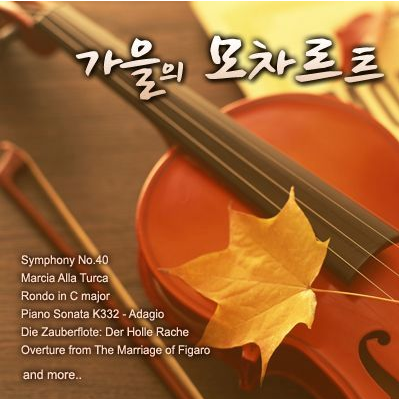 가을의 모차르트
Symphony No.40
Marcia Alla Turca
Rondo in C major
Piano Sonata K332 - Adagio
Die Zauberflote: Der Holle Rache
Overture from The Marriage of Figaro
and more..